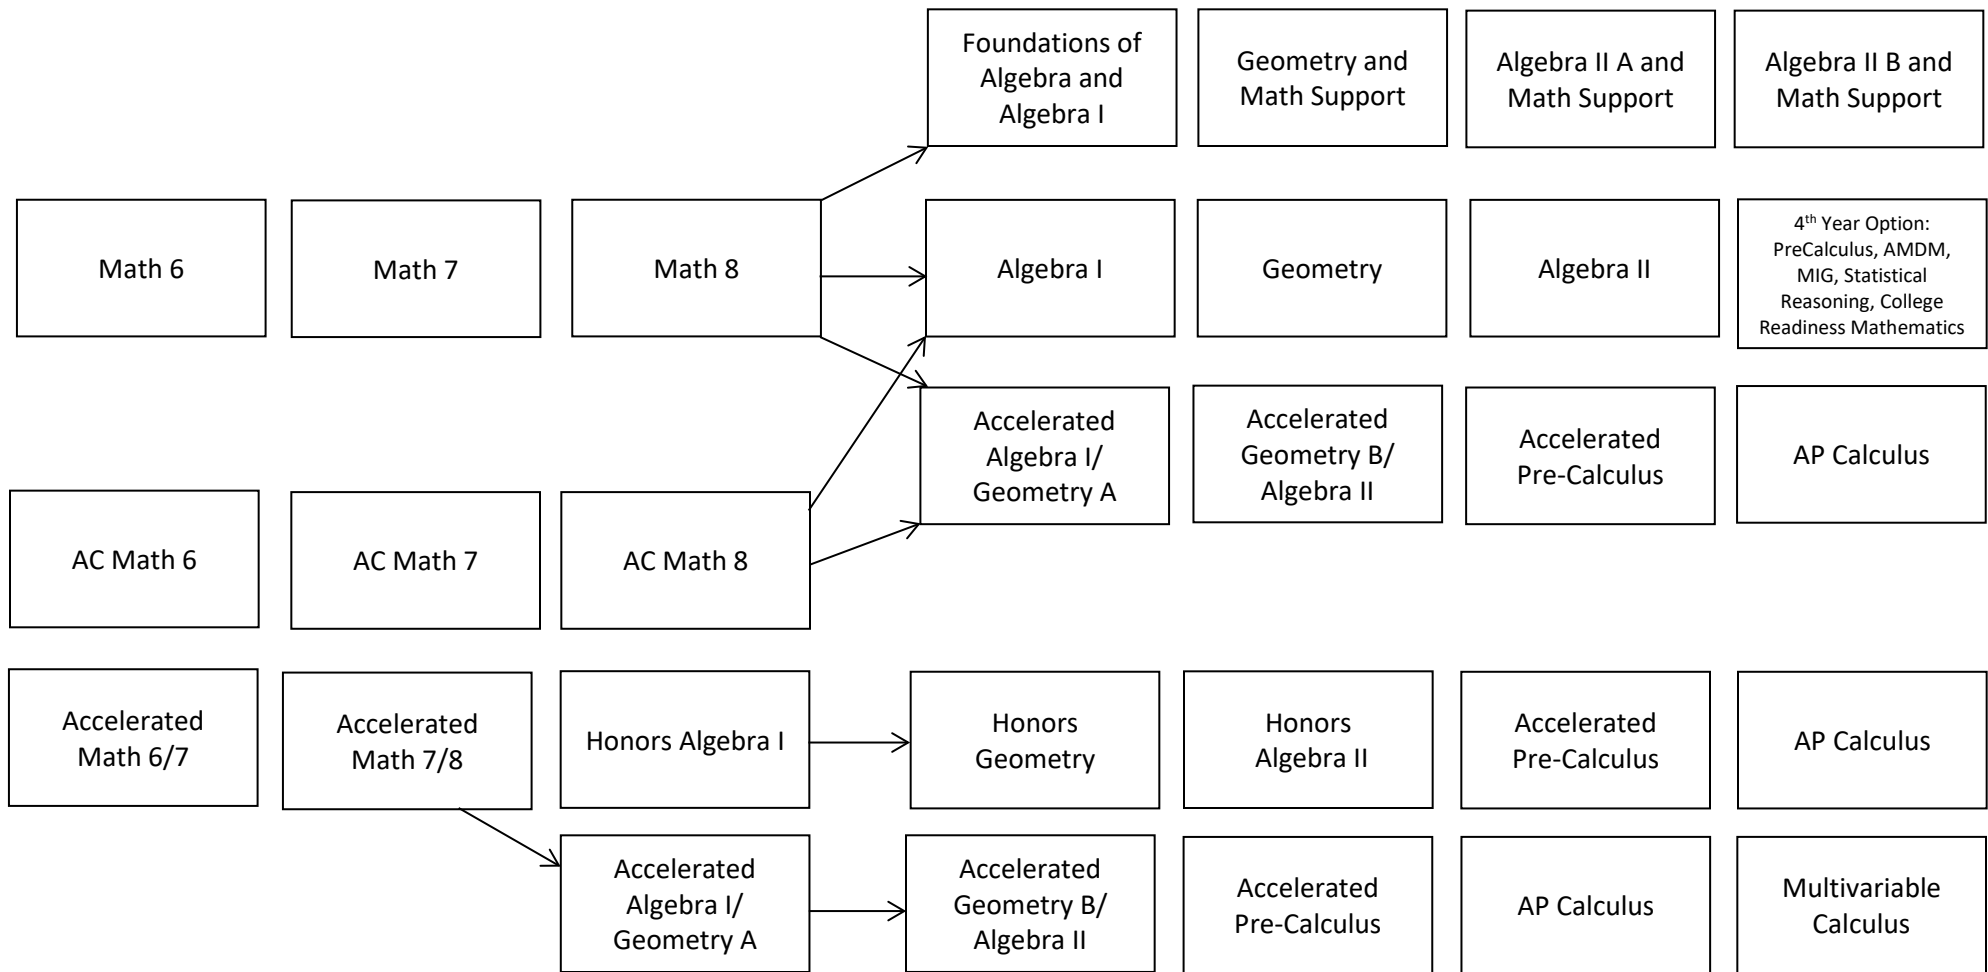 Foundations of
Algebra and
Algebra I
Geometry and
Math Support
Algebra II A and
Math Support
Algebra II B and
Math Support
Math 6
Math 7
Math 8
Algebra I
Geometry
Algebra II
4th Year Option:
PreCalculus, AMDM,
MIG, Statistical
Reasoning, College
Readiness Mathematics
Accelerated
Algebra I/
Geometry A
Accelerated
Geometry B/
Algebra II
Accelerated
Pre-Calculus
AP Calculus
AC Math 6
AC Math 7
AC Math 8
Accelerated
Math 6/7
Accelerated
Math 7/8
Honors Algebra I
Honors
Geometry
Honors
Algebra II
Accelerated
Pre-Calculus
AP Calculus
Accelerated
Algebra I/
Geometry A
Accelerated
Geometry B/
Algebra II
Accelerated
Pre-Calculus
AP Calculus
Multivariable
Calculus